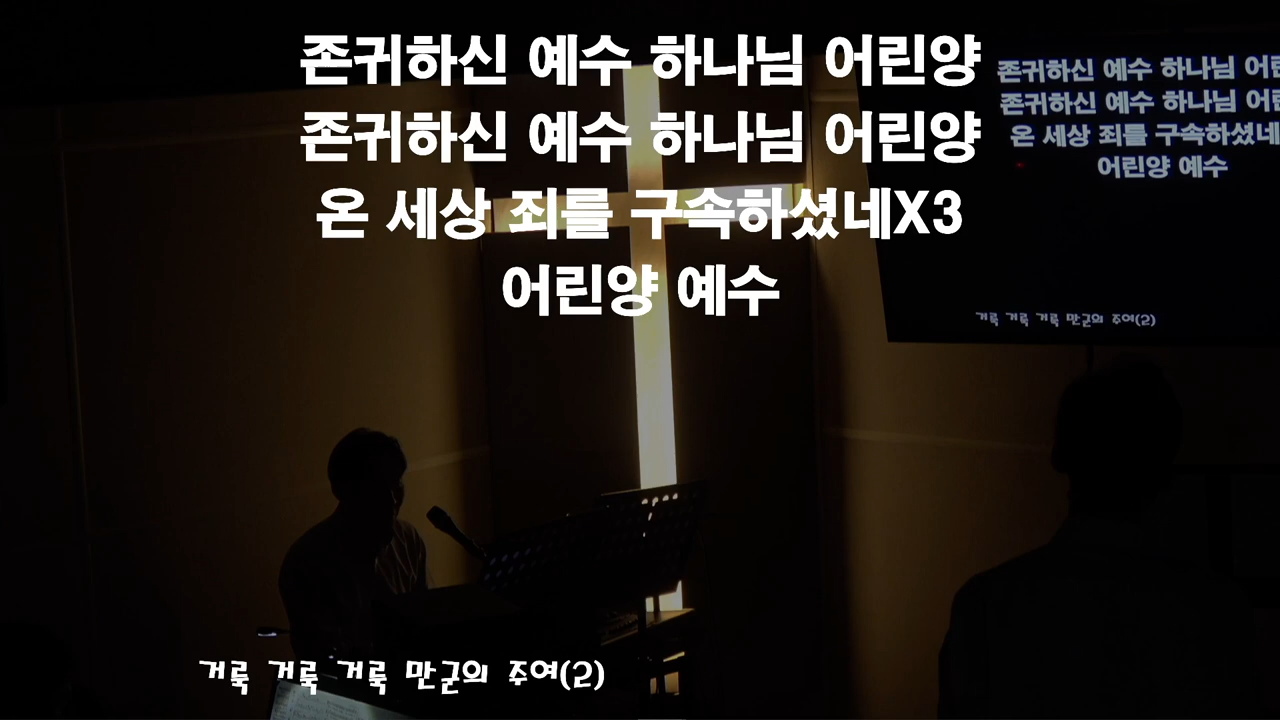 존귀하신 예수 하나님 어린양
존귀하신 예수 하나님 어린양
온 세상 죄를 구속하셨네X3
어린양 예수
존귀하신 예수 하나님
존귀하신 예수 하나님
온 세상 죄를 구속하셨네
어린양 예수
거룩 거룩 거룩 만군의 주여(2)
거룩 거룩 거룩 만군의 주여(2)